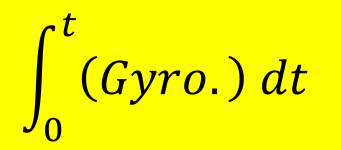 ∫₀ᵗ (Gyro.) dt